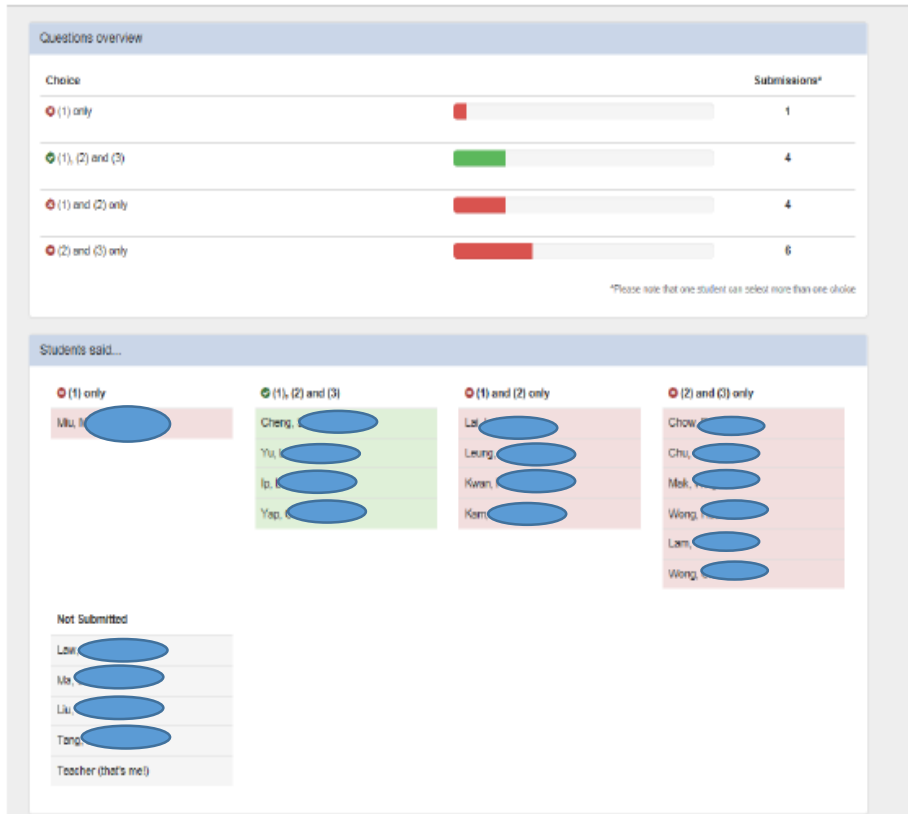 Questions overview
Choice Submissions*
(1) only 1
(1), (2) and (3) 4
(1) and (2) only 4
(2) and (3) only 6
*Please note that one student can select more than one choice
Students said...
(1) only (1), (2) and (3) (1) and (2) only (2) and (3) only
Miu, Cheng, Lai, Chow,
Yu, Leung, Chu,
Ip, Kwan, Mak,
Yap, Kam, Wong,
Lam,
Wong,
Not Submitted
Law,
Ma,
Liu,
Tang,
Teacher (that's me!)